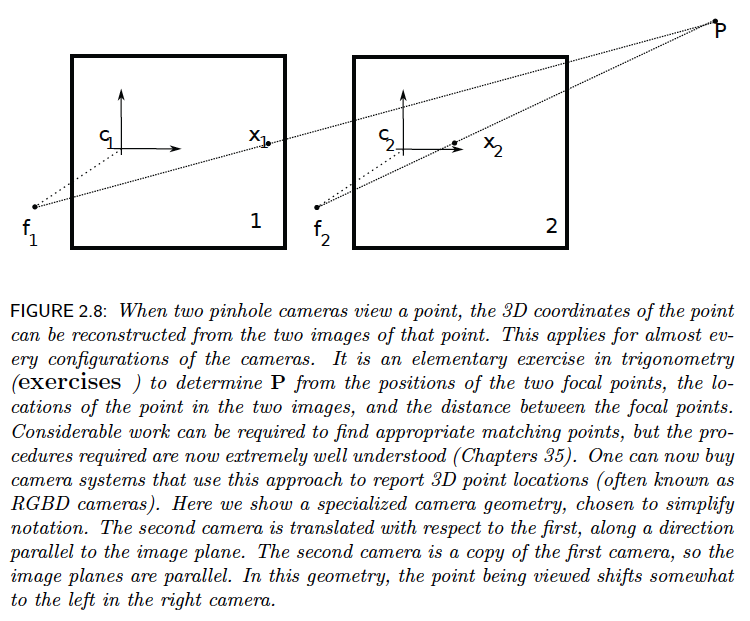 P
c1
x1
c2
x2
f1
1
f2
2
FIGURE 2.8: When two pinhole cameras view a point, the 3D coordinates of the point
can be reconstructed from the two images of that point. This applies for almost ev-
ery configurations of the cameras. It is an elementary exercise in trigonometry
(exercises ) to determine P from the positions of the two focal points, the lo-
cations of the point in the two images, and the distance between the focal points.
Considerable work can be required to find appropriate matching points, but the pro-
cedures required are now extremely well understood (Chapters 35). One can now buy
camera systems that use this approach to report 3D point locations (often known as
RGBD cameras). Here we show a specialized camera geometry, chosen to simplify
notation. The second camera is translated with respect to the first, along a direction
parallel to the image plane. The second camera is a copy of the first camera, so the
image planes are parallel. In this geometry, the point being viewed shifts somewhat
to the left in the right camera.